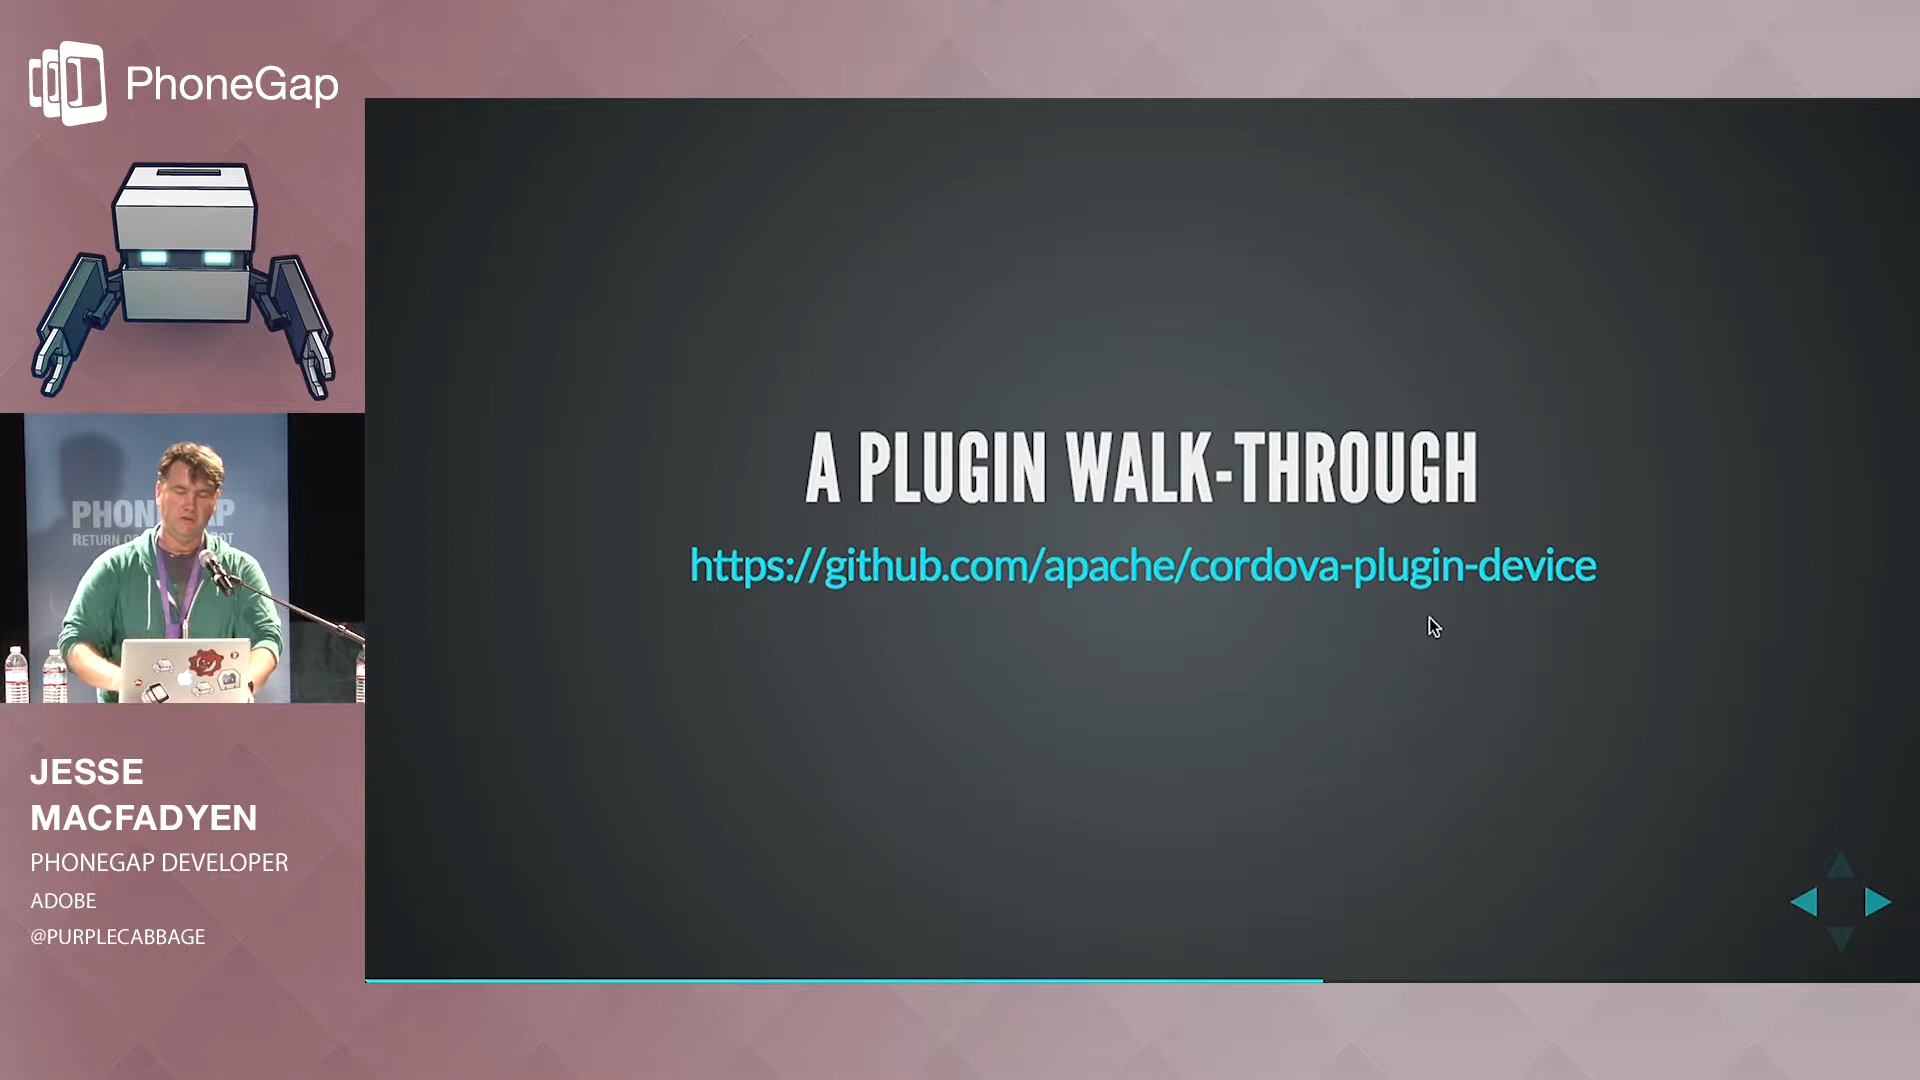 PhoneGap
A PLUGIN WALK-THROUGH
https://github.com/apache/cordova-plugin-device
JESSE
MACFADYEN
PHONEGAP DEVELOPER
ADOBE
@PURPLECABBAGE